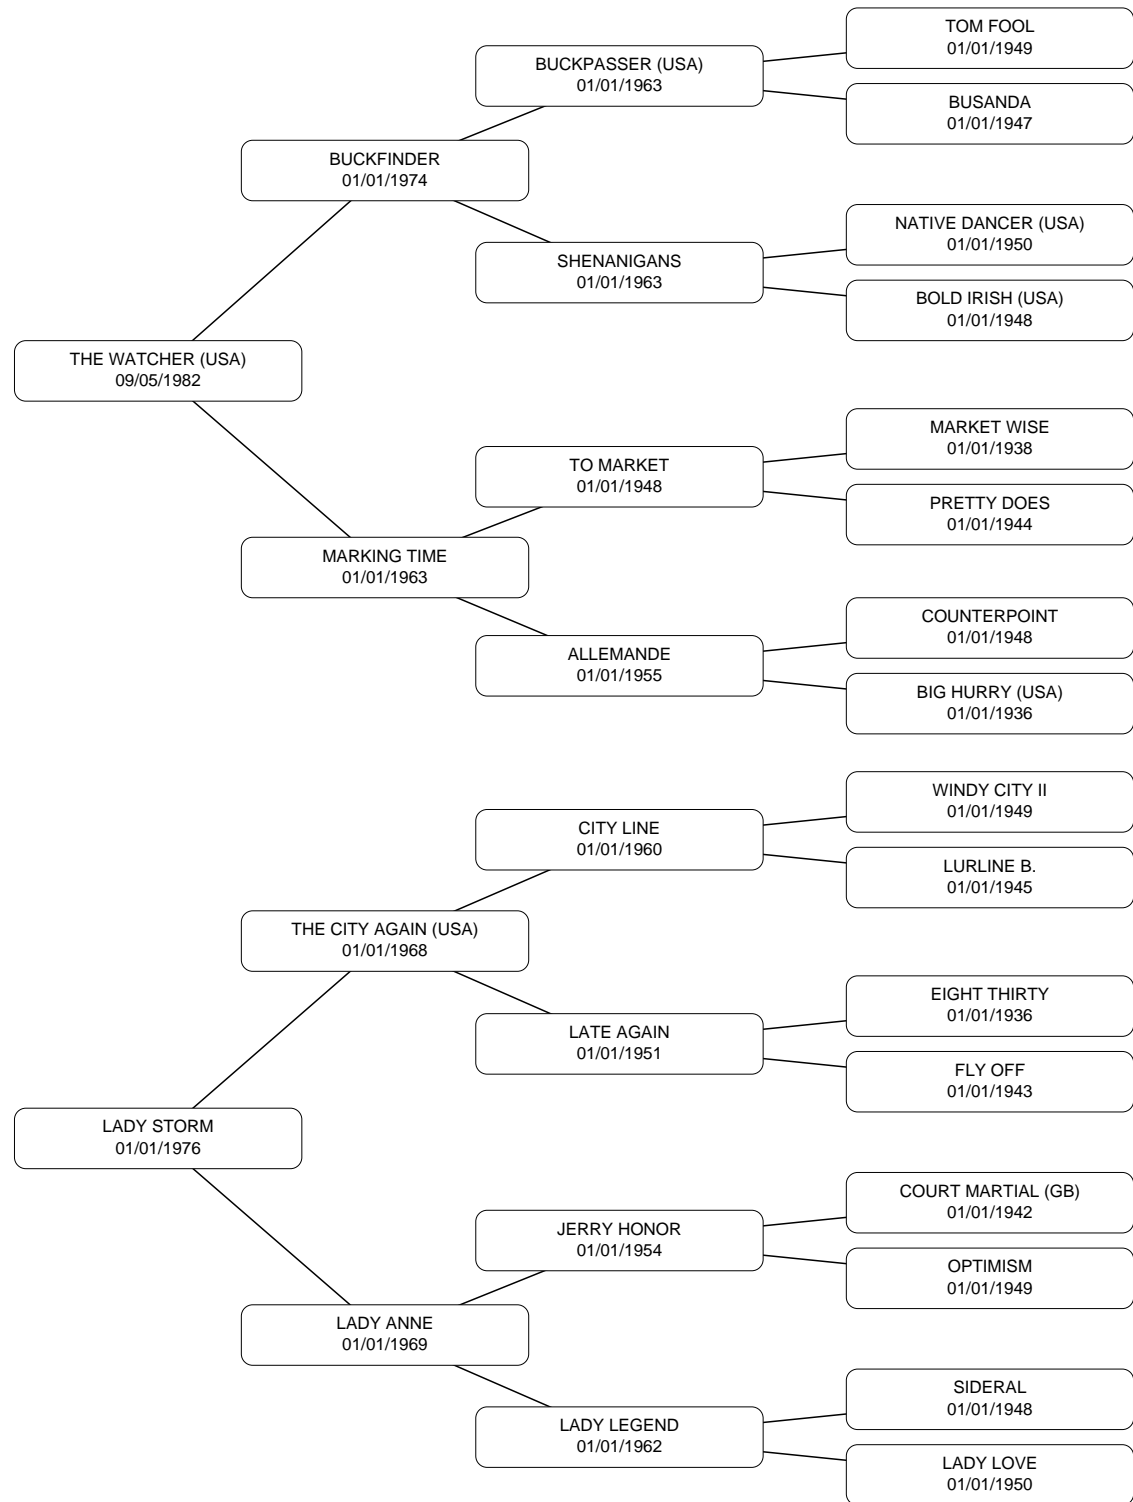 TOM FOOL
01/01/1949
BUCKPASSER (USA)
01/01/1963
BUSANDA
01/01/1947
BUCKFINDER
01/01/1974
NATIVE DANCER (USA)
01/01/1950
SHENANIGANS
01/01/1963
BOLD IRISH (USA)
01/01/1948
THE WATCHER (USA)
09/05/1982
MARKET WISE
01/01/1938
TO MARKET
01/01/1948
PRETTY DOES
01/01/1944
MARKING TIME
01/01/1963
COUNTERPOINT
01/01/1948
ALLEMANDE
01/01/1955
BIG HURRY (USA)
01/01/1936
WINDY CITY II
01/01/1949
CITY LINE
01/01/1960
LURLINE B.
01/01/1945
THE CITY AGAIN (USA)
01/01/1968
EIGHT THIRTY
01/01/1936
LATE AGAIN
01/01/1951
FLY OFF
01/01/1943
LADY STORM
01/01/1976
COURT MARTIAL (GB)
01/01/1942
JERRY HONOR
01/01/1954
OPTIMISM
01/01/1949
LADY ANNE
01/01/1969
SIDERAL
01/01/1948
LADY LEGEND
01/01/1962
LADY LOVE
01/01/1950